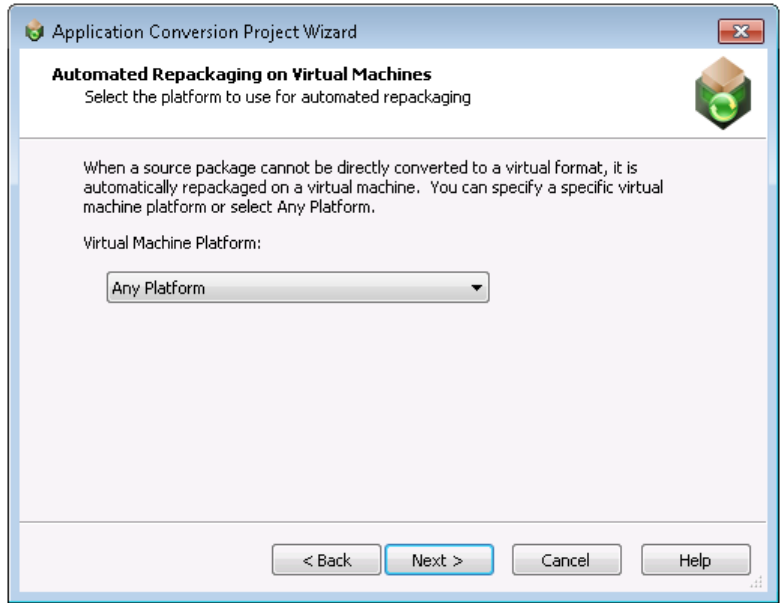 Application Conversion Project Wizard
Automated Repackaging on Virtual Machines
Select the platform to use for automated repackaging
When a source package cannot be directly converted to a virtual format, it is
automatically repackaged on a virtual machine.  You can specify a specific virtual
machine platform or select Any Platform.
Virtual Machine Platform:
Any Platform
< Back Next > Cancel Help